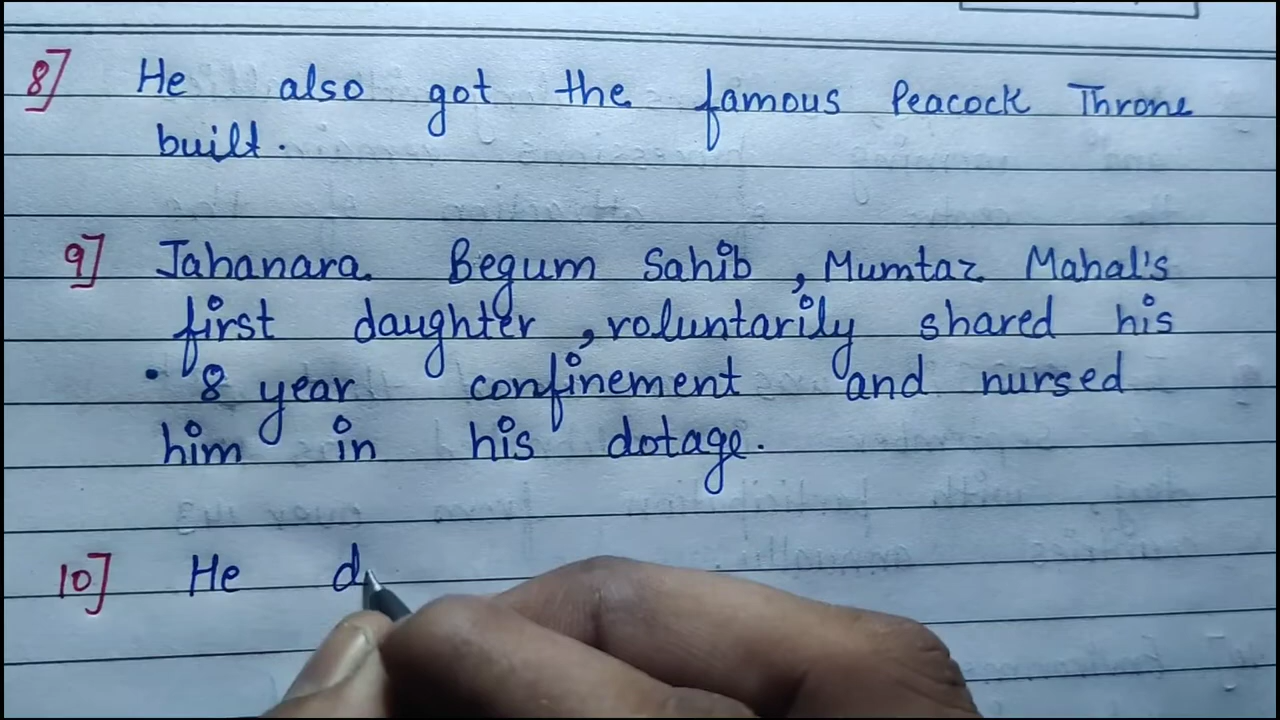 8] He also got the famous Peacock Throne
built.
9] Jahanara Begum Sahib, Mumtaz Mahal's
first daughter, voluntarily shared his
8 year confinement and nursed
him in his dotage.
10] He d